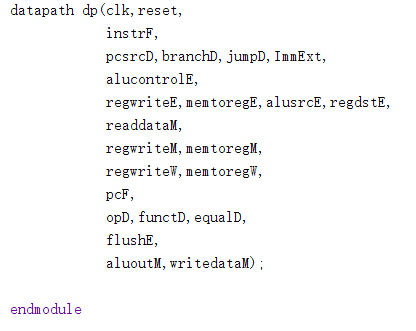 datapath dp(clk,reset,
instrF,
pcsrcD,branchD,jumpD,ImmExt,
alucontrolE,
regwriteE,memtoregE,alusrcE,regdstE,
readdataM,
regwriteM,memtoregM,
regwriteW,memtoregW,
pcF,
opD,functD,equalD,
flushE,
aluoutM,writedataM);
endmodule